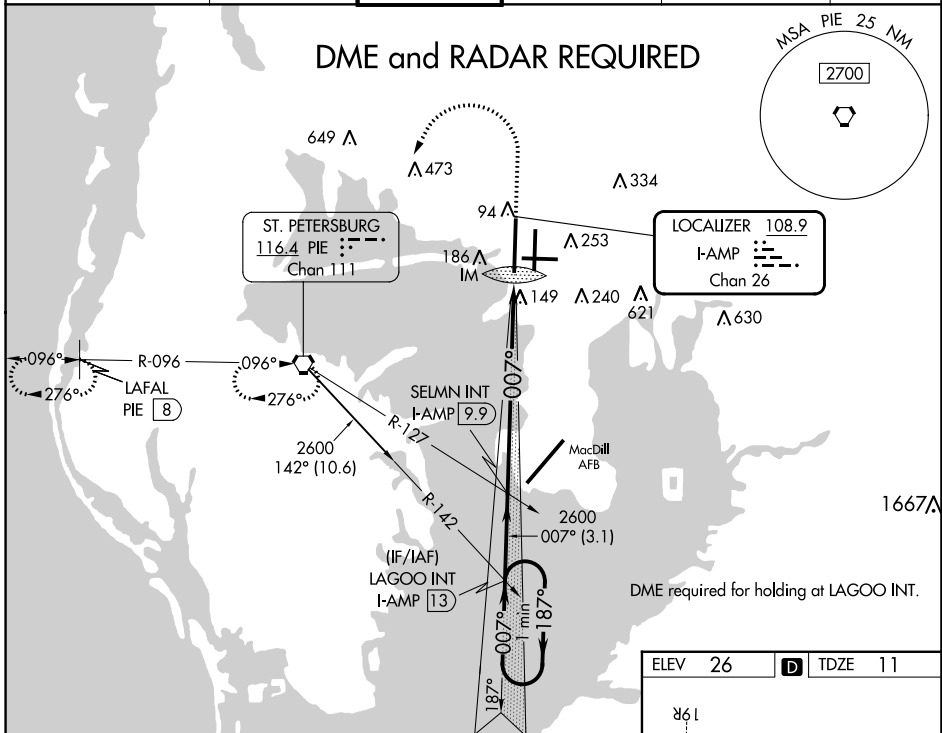 DME and RADAR REQUIRED
MSA PIE 25 NM
2700
649
473
334
94
ST. PETERSBURG
116.4 PIE
Chan 111
186
IM
253
LOCALIZER 108.9
I-AMP
Chan 26
149
240
621
630
007°
096°
R-096
096°
276°
LAFAL
PIE 8
276°
SELMN INT
I-AMP 9.9
R-127
MacDill
AFB
2600
142° (10.6)
R-142
2600
007° (3.1)
1667
(IF/IAF)
LAGOO INT
I-AMP 13
DME required for holding at LAGOO INT.
007°
1 min
187°
187°
ELEV 26
D
TDZE 11
19R